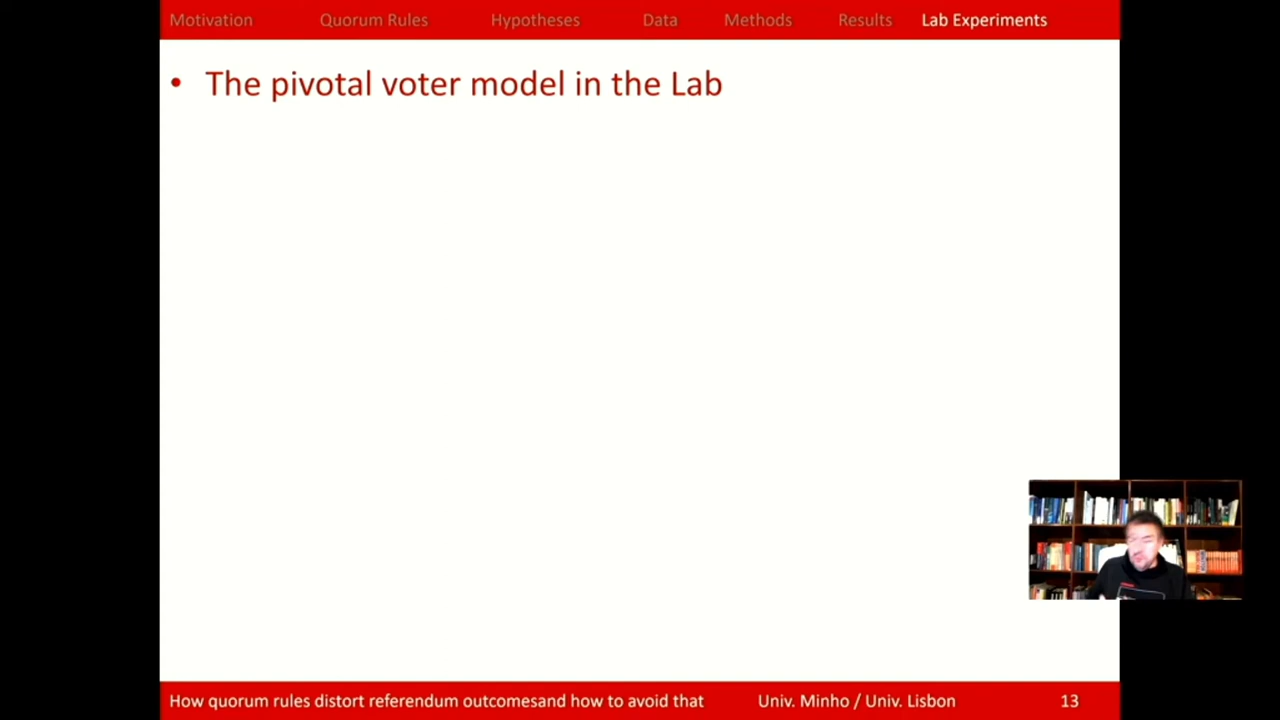 Motivation Quorum Rules Hypotheses Data Methods Results Lab Experiments
• The pivotal voter model in the Lab
How quorum rules distort referendum outcomesand how to avoid that Univ. Minho / Univ. Lisbon 13